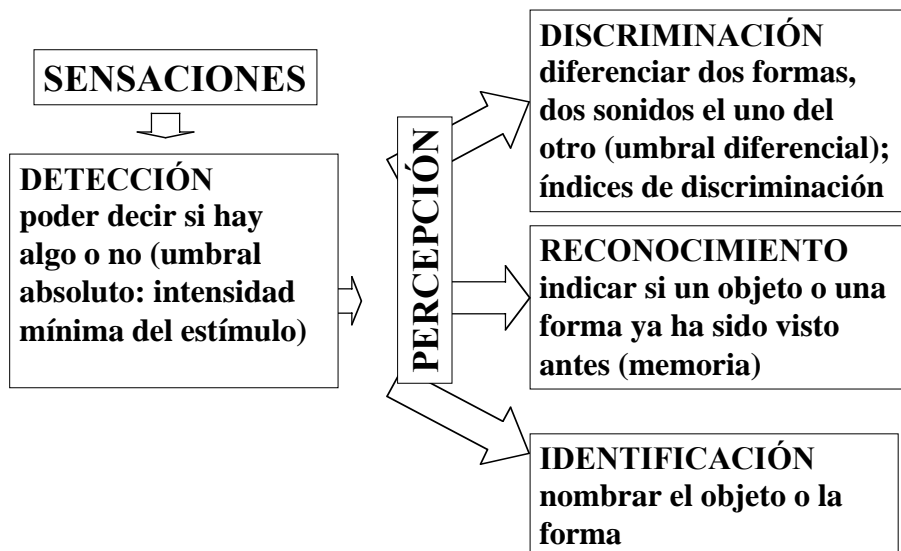 SENSACIONES
DETECCIÓN
poder decir si hay
algo o no (umbral
absoluto: intensidad
mínima del estímulo)
PERCEPCIÓN
DISCRIMINACIÓN
diferenciar dos formas,
dos sonidos el uno del
otro (umbral diferencial);
índices de discriminación
RECONOCIMIENTO
indicar si un objeto o una
forma ya ha sido visto
antes (memoria)
IDENTIFICACIÓN
nombrar el objeto o la
forma